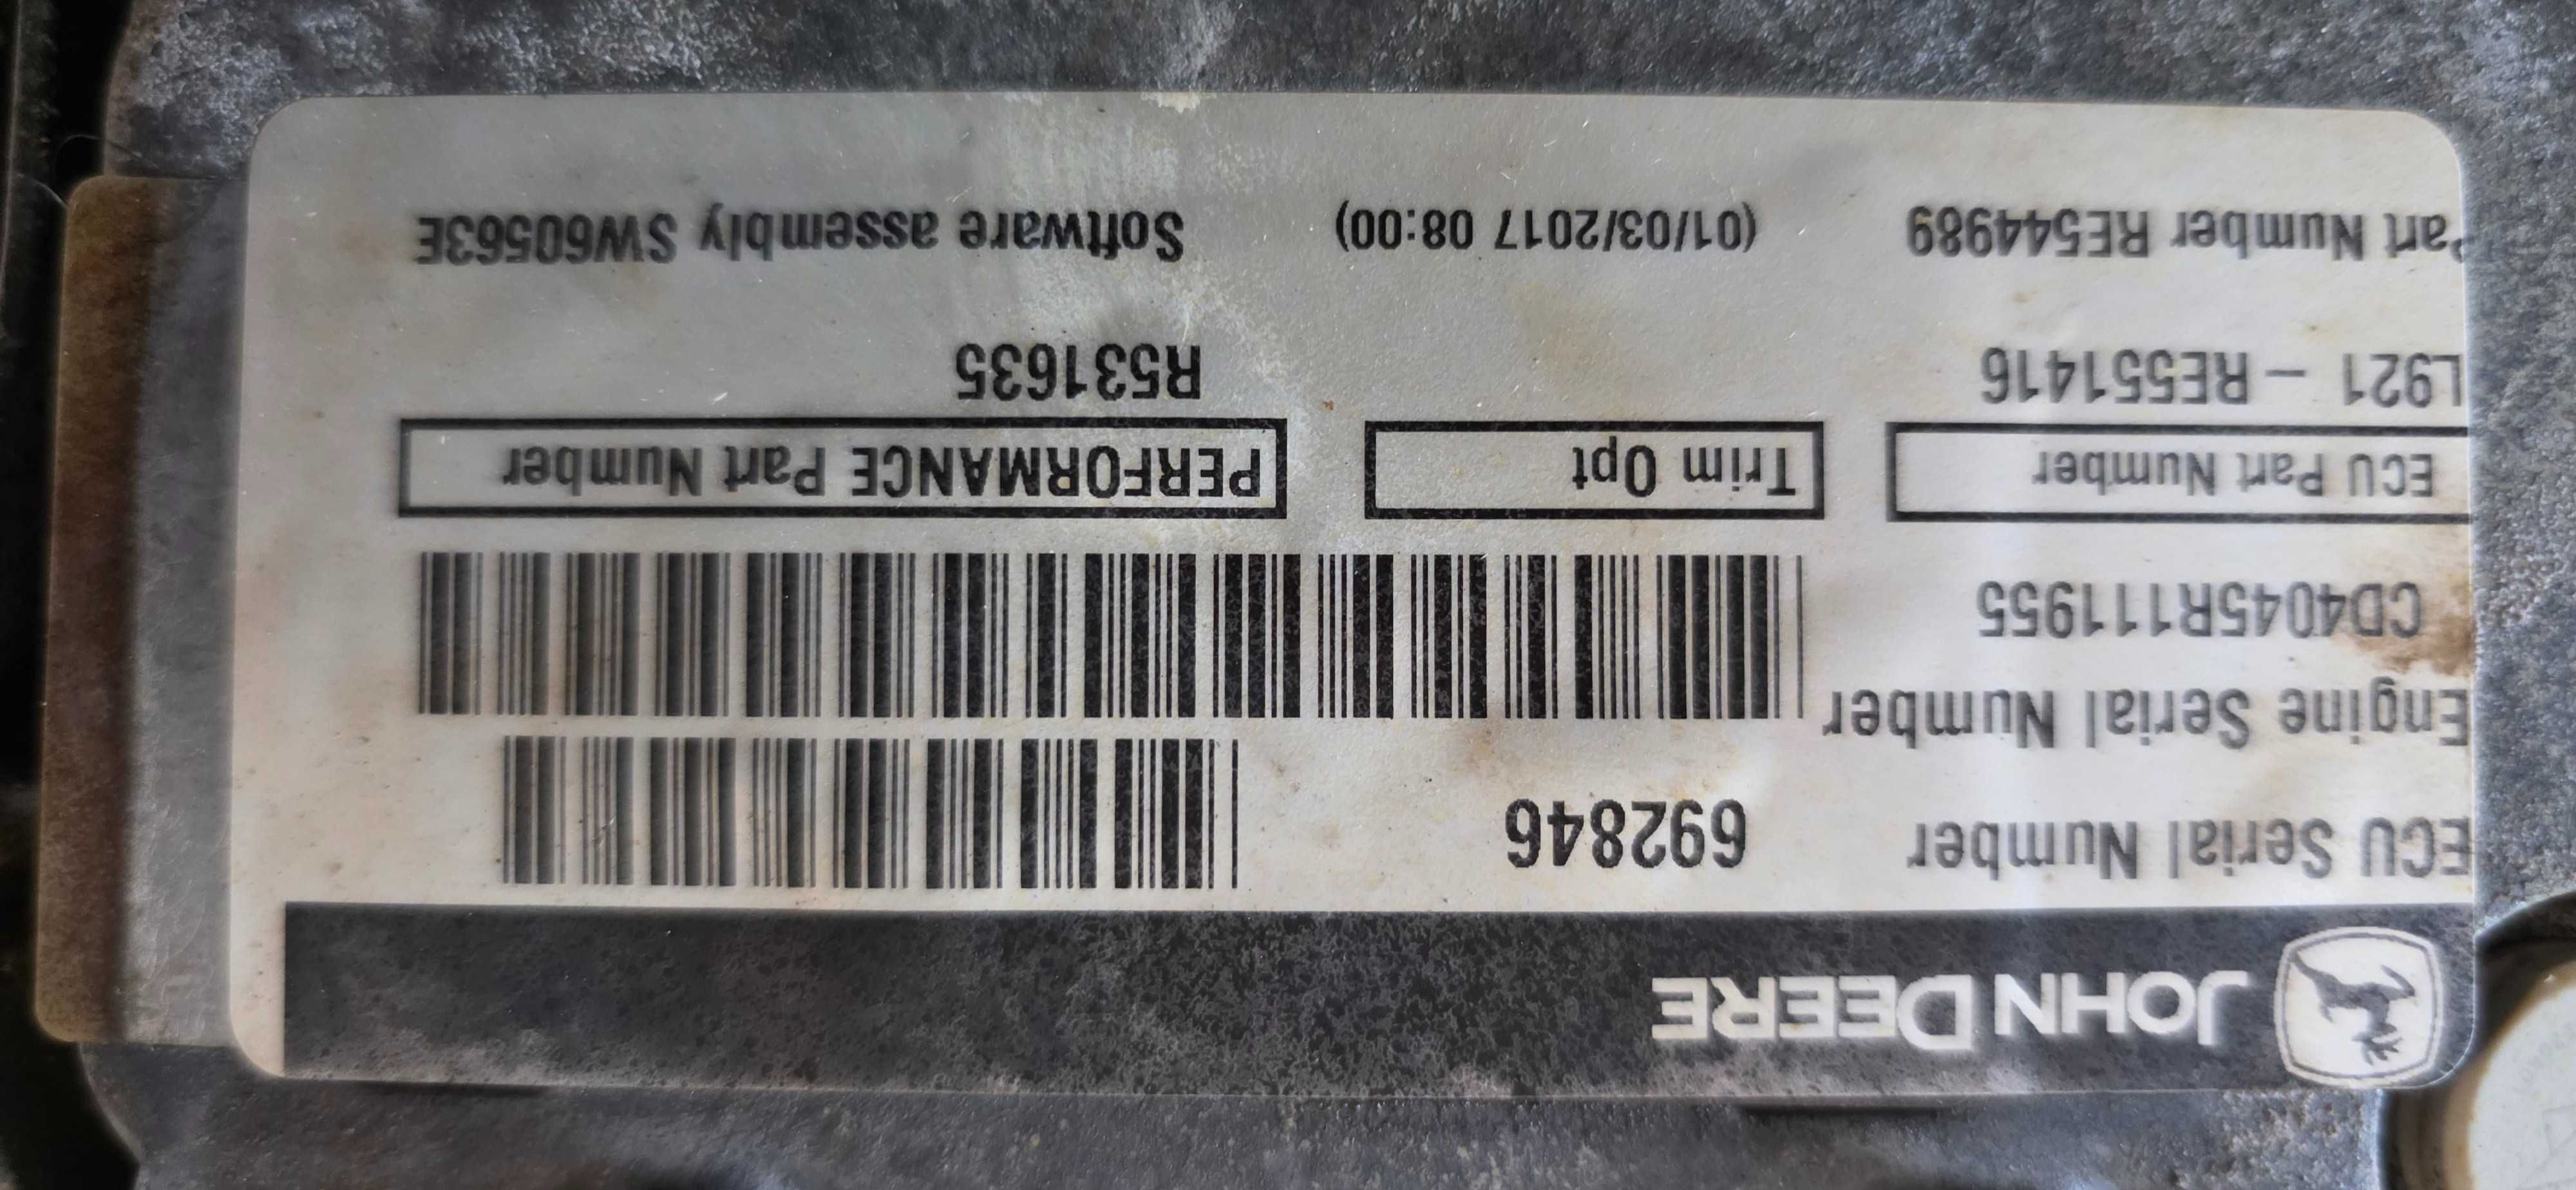 JOHN DEERE
ECU Serial Number 692846
Engine Serial Number
CD4045R111955
ECU Part Number Trim Opt PERFORMANCE Part Number
L921 – RE551416 R531635
Part Number RE544989 (01/03/2017 08:00) Software assembly SW60563E